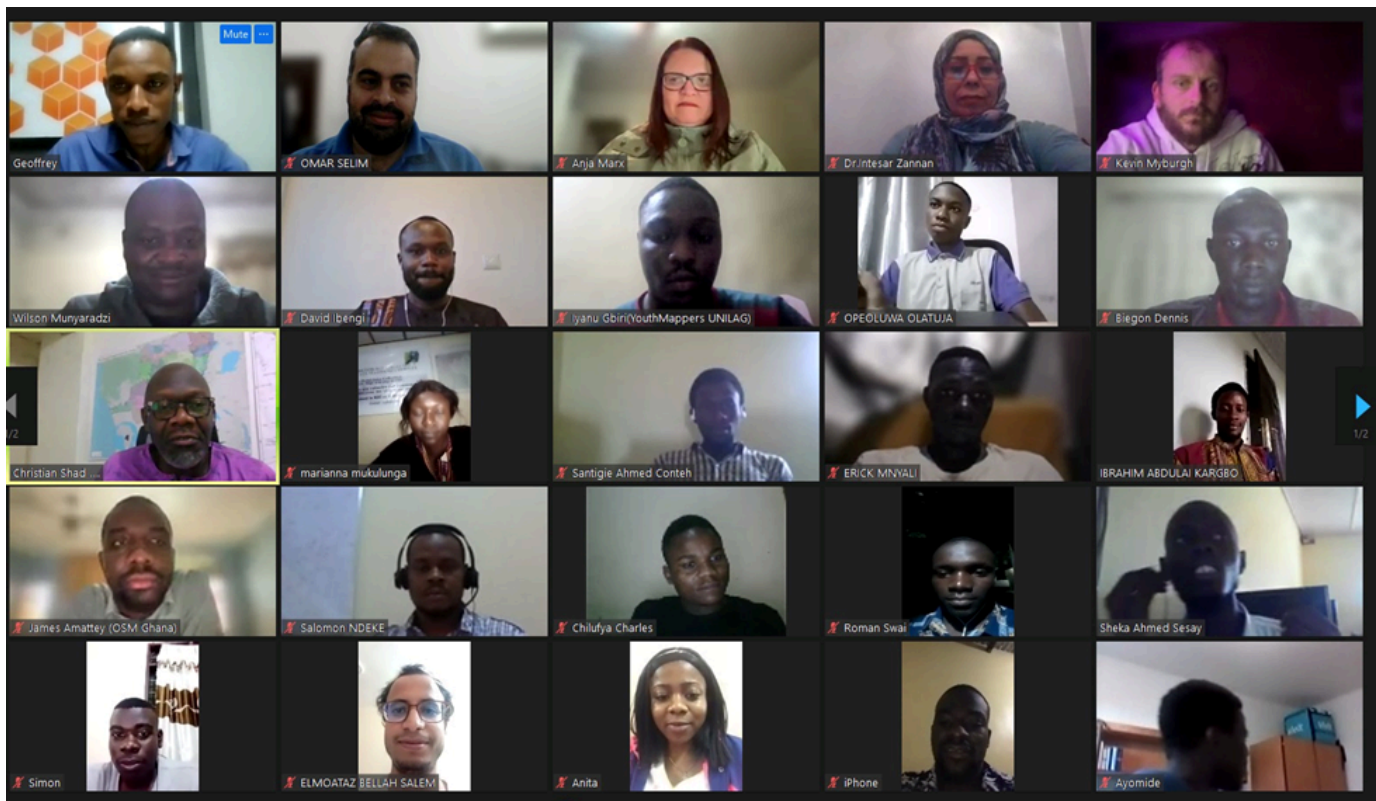 Mute ...
Geoffrey
OMAR SELIM
Anja Marx
Dr.Intesar Zannan
Kevin Myburgh
Wilson Munyaradzi
David Ibengi
Iyanu Gbiri(YouthMappers UNILAG)
OPEOLUWA OLATUJA
Biegon Dennis
Christian Shad ...
marianna mukulunga
Santigie Ahmed Conteh
ERICK MNYALI
IBRAHIM ABDULAI KARGBO
1/2
1/2
James Amattey (OSM Ghana)
Salomon NDEKE
Chilufya Charles
Roman Swai
Sheka Ahmed Sesay
Simon
ELMOATAZ BELLAH SALEM
Anita
iPhone
Ayomide